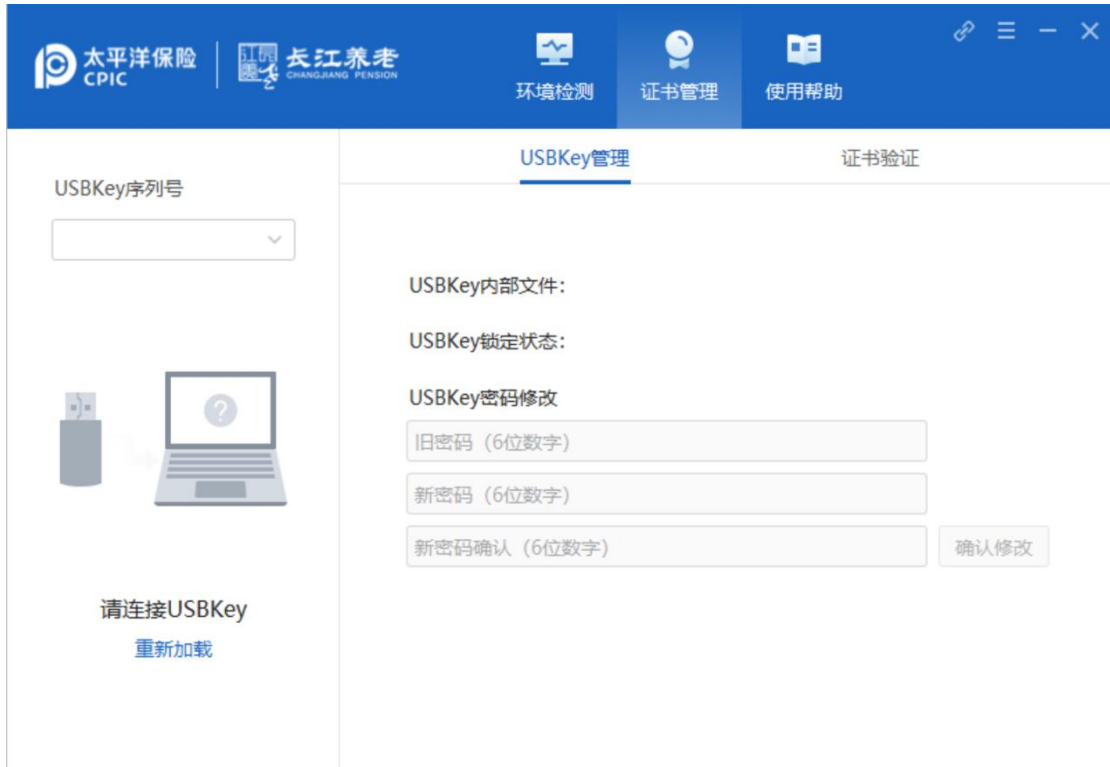 太平洋保险
CPIC
长江养老
CHANGJIANG PENSION
环境检测
证书管理
使用帮助
USBKey序列号
USBKey管理
证书验证
USBKey内部文件：
USBKey锁定状态：
USBKey密码修改
旧密码（6位数字）
新密码（6位数字）
新密码确认（6位数字）
确认修改
?
请连接USBKey
重新加载